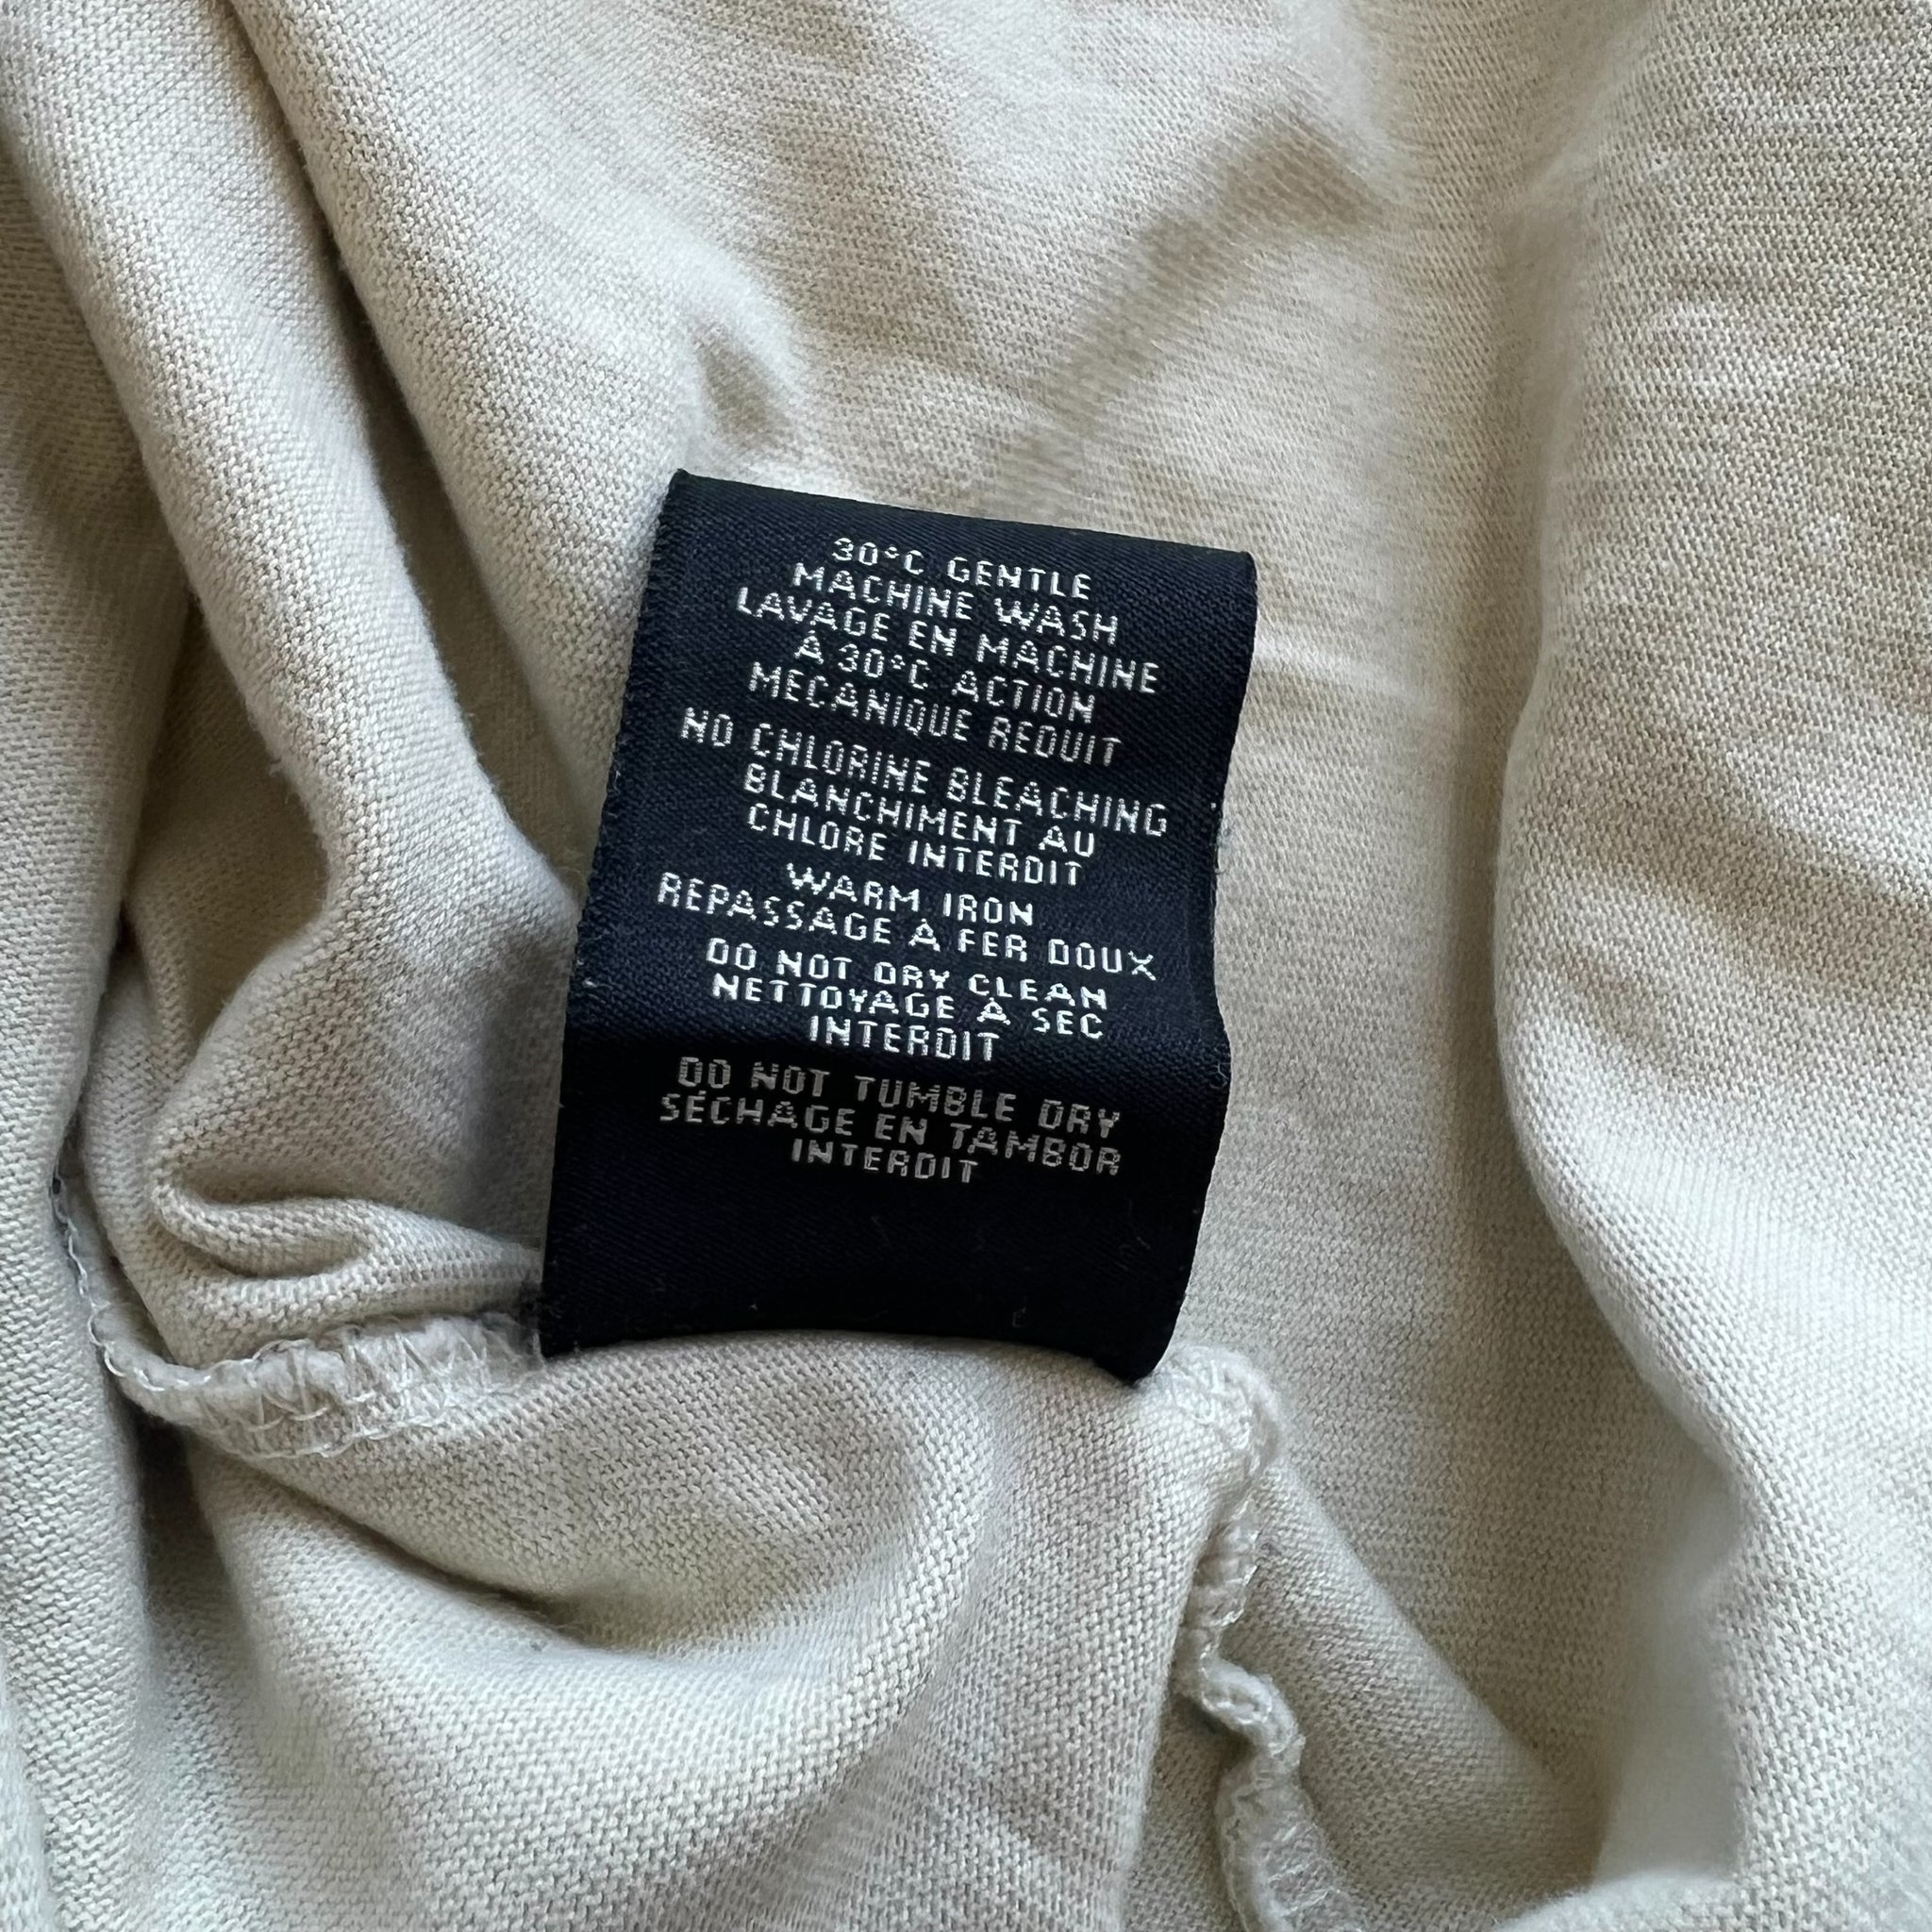 30°C GENTLE
MACHINE WASH
LAVAGE EN MACHINE
À 30°C ACTION
MECANIQUE REDUIT
NO CHLORINE BLEACHING
BLANCHIMENT AU
CHLORE INTERDIT
WARM IRON
REPASSAGE À FER DOUX
DO NOT DRY CLEAN
NETTOYAGE À SEC
INTERDIT
DO NOT TUMBLE DRY
SÉCHAGE EN TAMBOR
INTERDIT